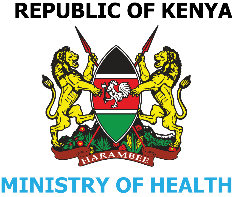 REPUBLIC OF KENYA
HARAMBEE
MINISTRY OF HEALTH